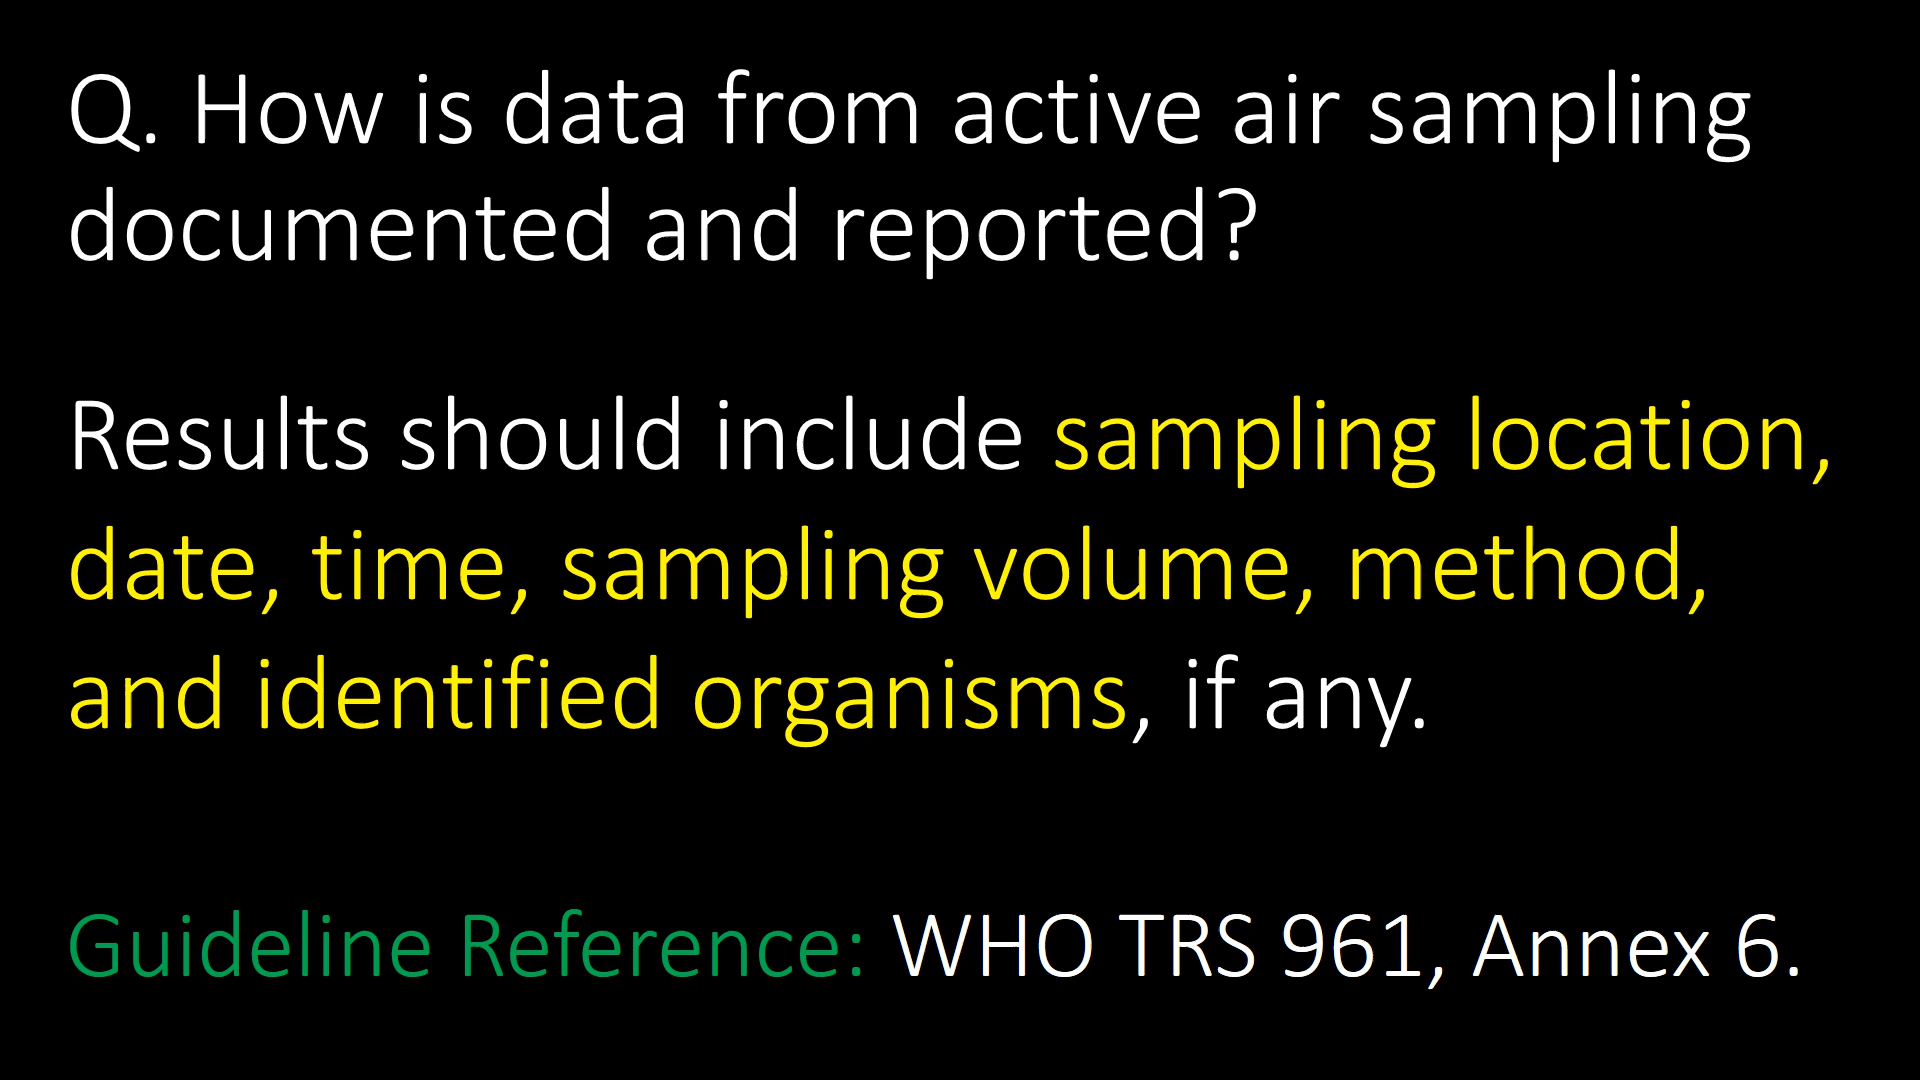 Q. How is data from active air sampling
documented and reported?
Results should include sampling location,
date, time, sampling volume, method,
and identified organisms, if any.
Guideline Reference: WHO TRS 961, Annex 6.